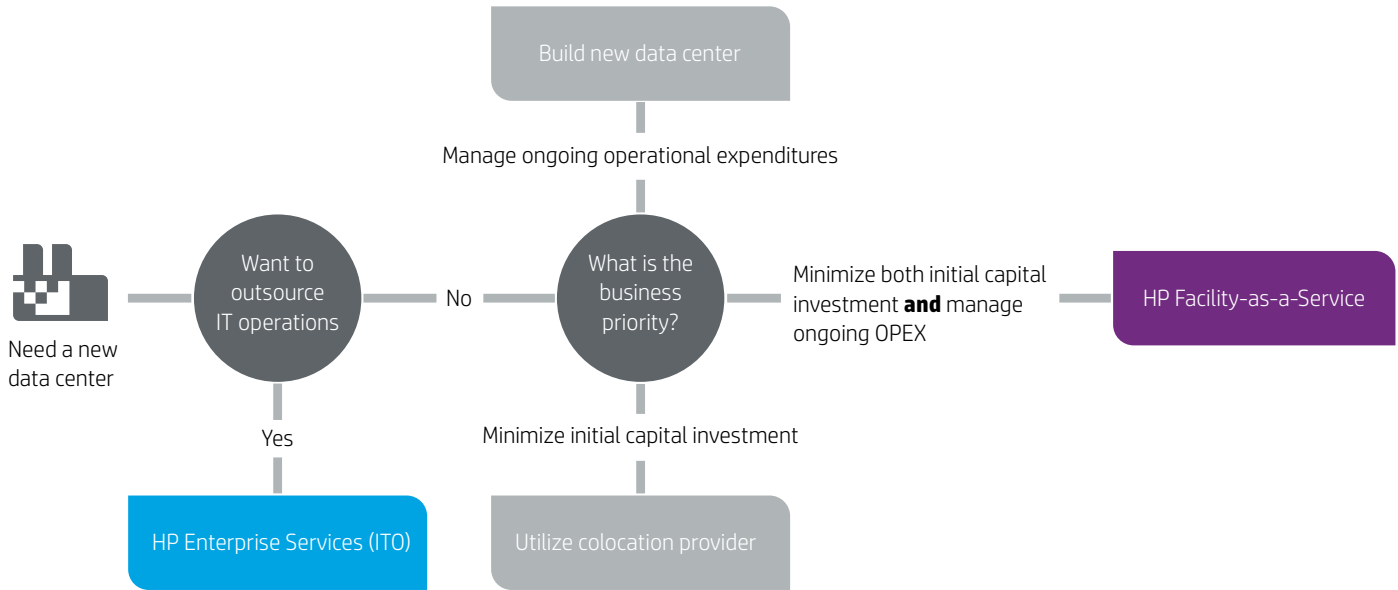 Build new data center
Manage ongoing operational expenditures
Need a new
data center
Want to
outsource
IT operations
No
What is the
business
priority?
Minimize both initial capital
investment and manage
ongoing OPEX
HP Facility-as-a-Service
Yes
HP Enterprise Services (ITO)
Minimize initial capital investment
Utilize colocation provider